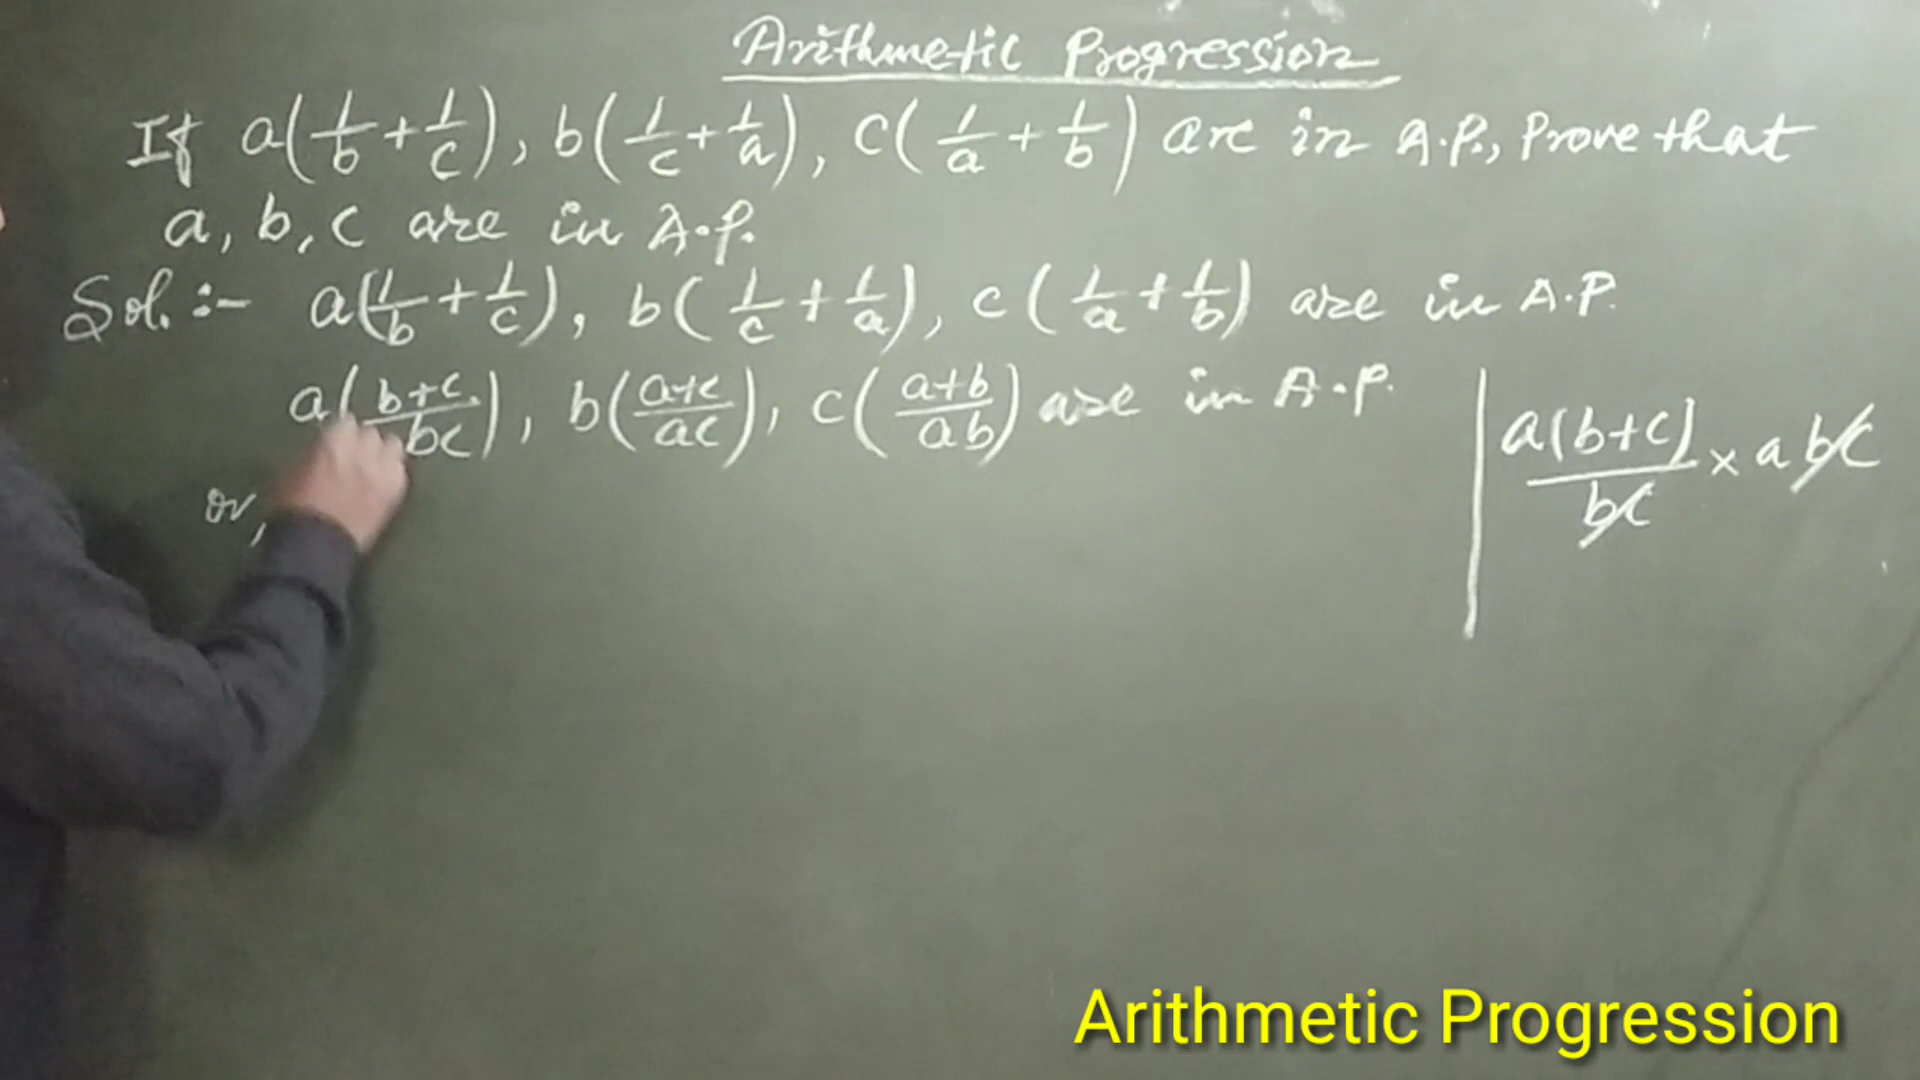 Arithmetic Progression
If a(1/b + 1/c), b(1/c + 1/a), c(1/a + 1/b) are in A.P., Prove that
a, b, c are in A.P.
Sol. :- a(1/b + 1/c), b(1/c + 1/a), c(1/a + 1/b) are in A.P.
a((b+c)/bc), b((a+c)/ac), c((a+b)/ab) are in A.P.
a(b+c)/bc × abc
or,
Arithmetic Progression